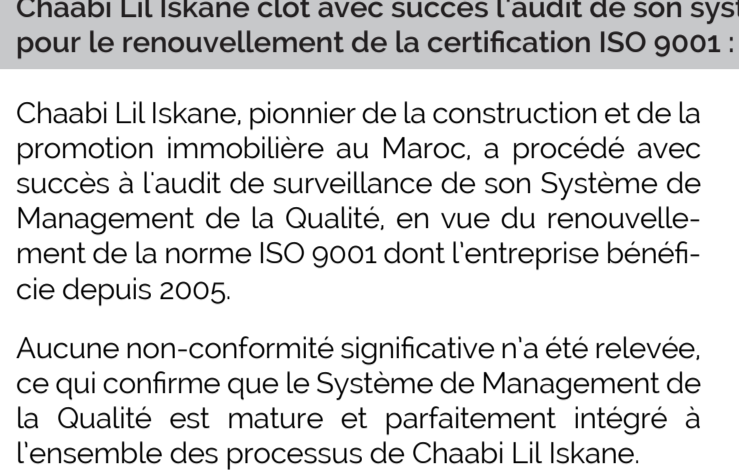 Chaabi Lil Iskane clôt avec succès l'audit de son
pour le renouvellement de la certification ISO 9001 :
Chaabi Lil Iskane, pionnier de la construction et de la
promotion immobilière au Maroc, a procédé avec
succès à l'audit de surveillance de son Système de
Management de la Qualité, en vue du renouvelle-
ment de la norme ISO 9001 dont l'entreprise bénéfi-
cie depuis 2005.
Aucune non-conformité significative n'a été relevée,
ce qui confirme que le Système de Management de
la Qualité est mature et parfaitement intégré à
l'ensemble des processus de Chaabi Lil Iskane.